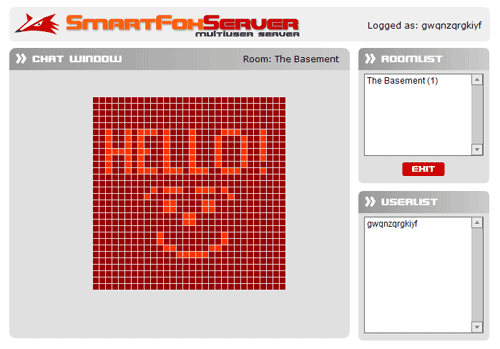 SmartFoxServer
multiuser server
Logged as: gwqnzqrgkiyf
CHAT WINDOW
Room: The Basement
HELLO!
ROOMLIST
The Basement (1)
EXIT
USERLIST
gwqnzqrgkiyf